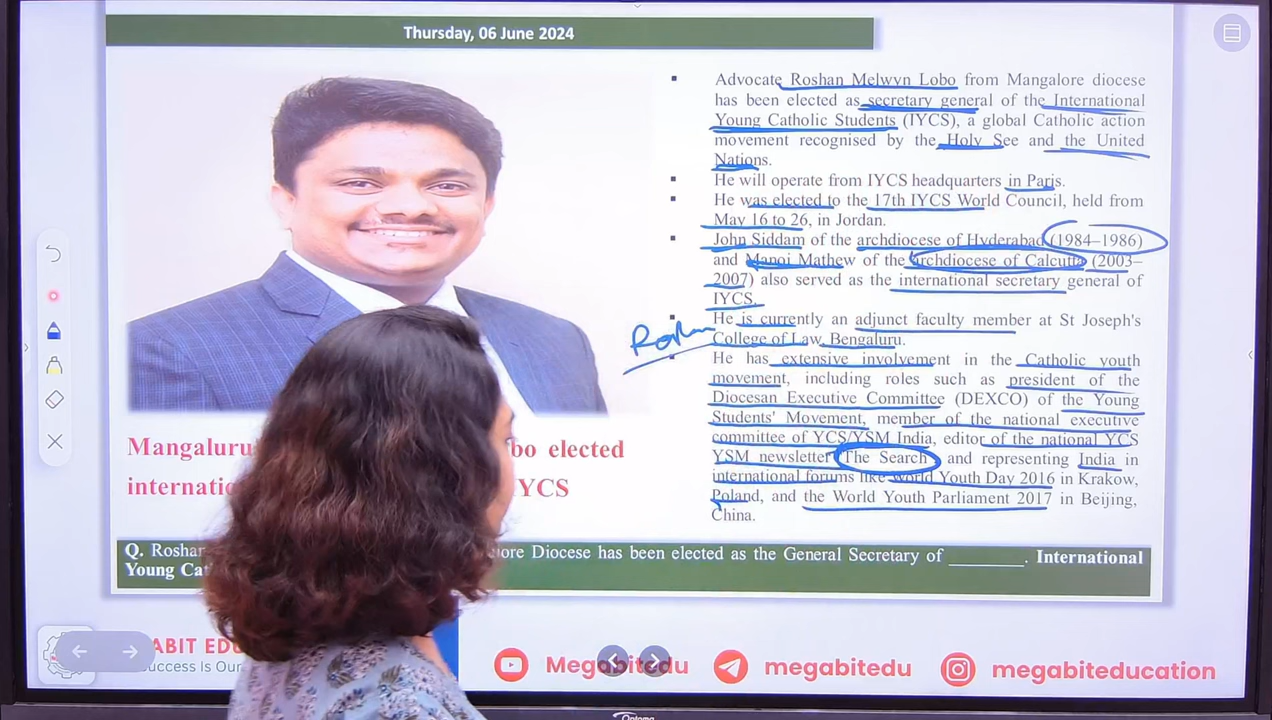 Thursday, 06 June 2024
Advocate Roshan Melwyn Lobo from Mangalore diocese
has been elected as secretary general of the International
Young Catholic Students (IYCS), a global Catholic action
movement recognised by the Holy See and the United
Nations.
He will operate from IYCS headquarters in Paris.
He was elected to the 17th IYCS World Council, held from
May 16 to 26, in Jordan.
John Siddam of the archdiocese of Hyderabad (1984–1986)
and Manoj Mathew of the archdiocese of Calcutta (2003–
2007) also served as the international secretary general of
IYCS.
He is currently an adjunct faculty member at St Joseph's
College of Law, Bengaluru.
He has extensive involvement in the Catholic youth
movement, including roles such as president of the
Diocesan Executive Committee (DEXCO) of the Young
Students' Movement, member of the national executive
committee of YCS/YSM India, editor of the national YCS
YSM newsletter The Search and representing India in
international forums like World Youth Day 2016 in Krakow,
Poland, and the World Youth Parliament 2017 in Beijing,
China.
Mangaluru bo elected
internatio YCS
Q. Roshan ore Diocese has been elected as the General Secretary of ________. International
Young Cat
ABIT EDU
uccess Is Our
Megabitedu
megabitedu
megabiteducation
Optoma